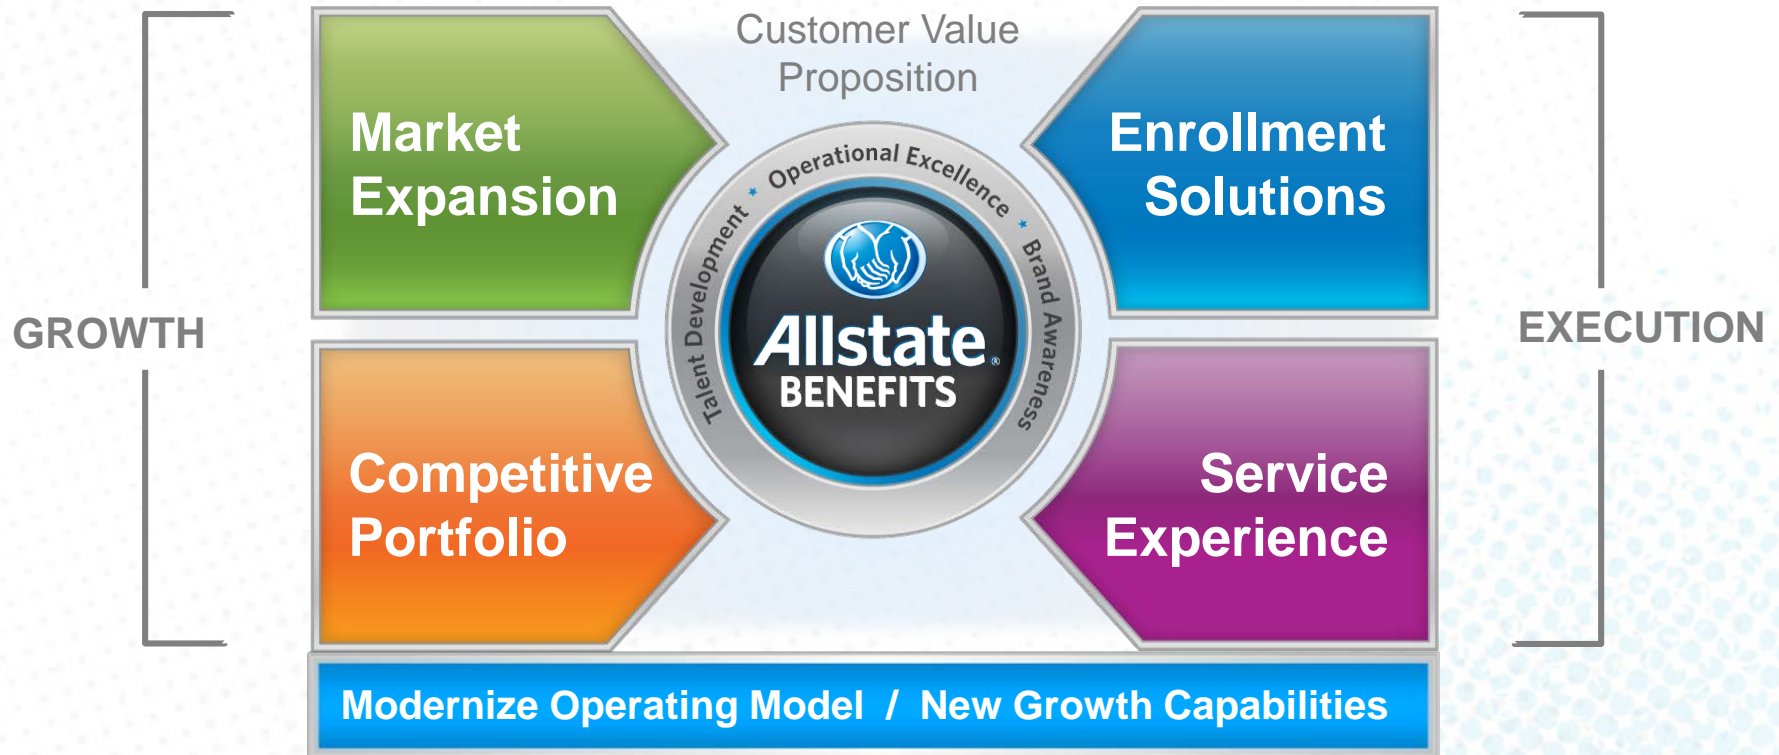 Customer Value
Proposition
GROWTH
Market
Expansion
Competitive
Portfolio
Talent Development * Operational Excellence * Brand Awareness
Allstate®
BENEFITS
Enrollment
Solutions
Service
Experience
EXECUTION
Modernize Operating Model / New Growth Capabilities